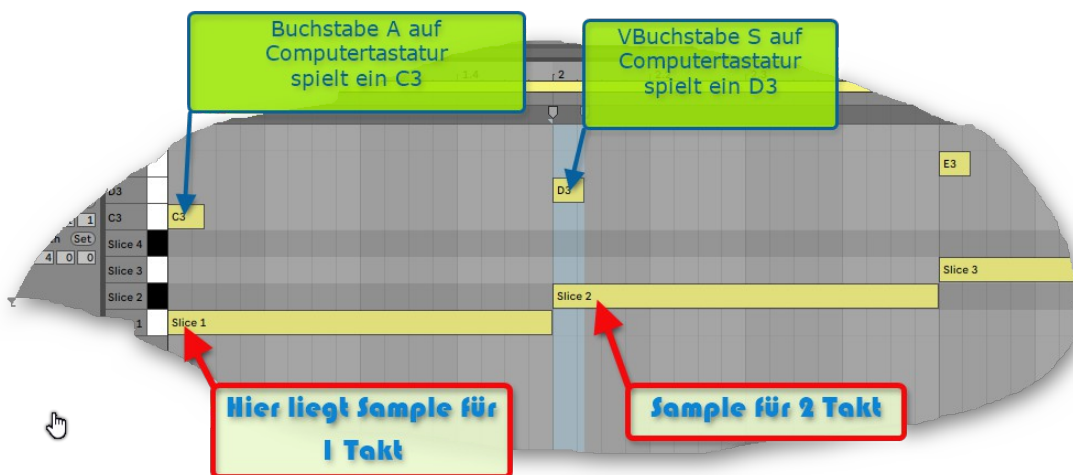 Buchstabe A auf
Computertastatur
spielt ein C3
VBuchstabe S auf
Computertastatur
spielt ein D3
1.4
2
E3
D3
D3
1
C3
C3
Set
Slice 4
4 0 0
Slice 3
Slice 3
Slice 2
Slice 2
1
Slice 1
Hier liegt Sample für
1 Takt
Sample für 2 Takt